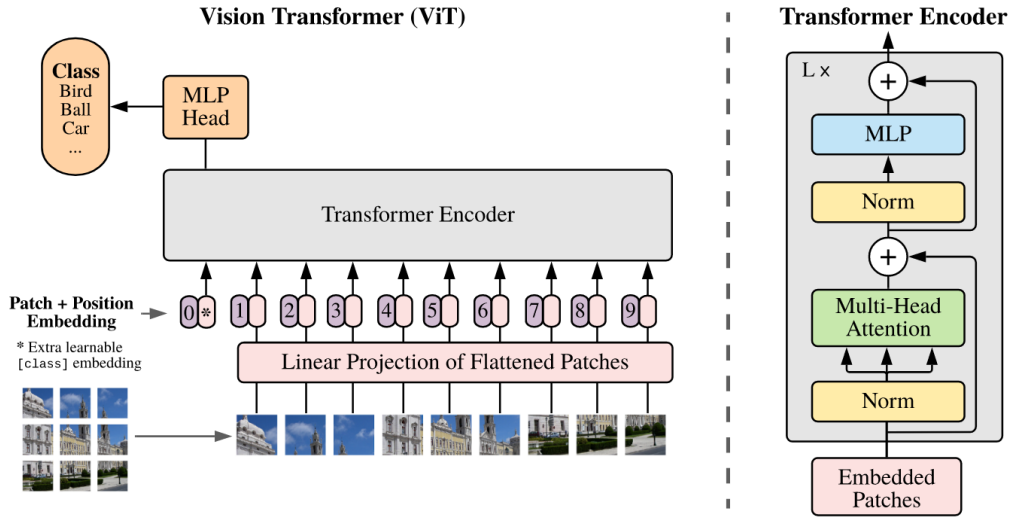 Vision Transformer (ViT)
Class
Bird
Ball
Car
...
MLP
Head
Transformer Encoder
Patch + Position
Embedding
0 * 1 2 3 4 5 6 7 8 9
* Extra learnable
[class] embedding
Linear Projection of Flattened Patches
Transformer Encoder
L ×
+
MLP
Norm
+
Multi-Head
Attention
Norm
Embedded
Patches